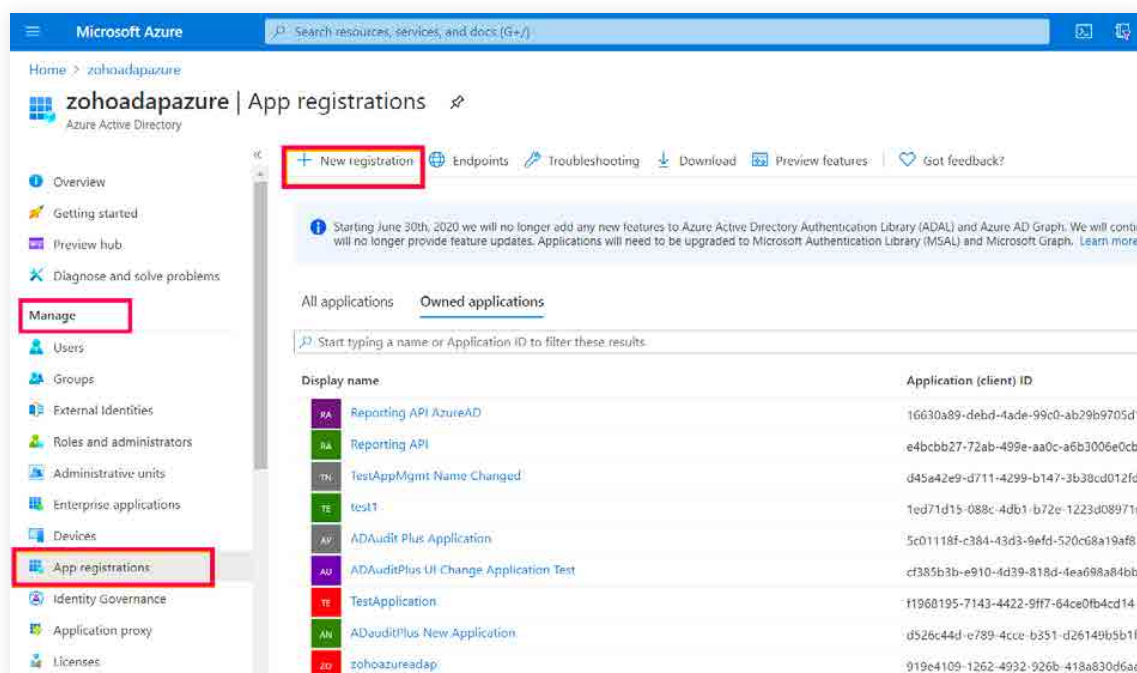 Microsoft Azure
Search resources, services, and docs (G+/)
Home > zohoadapazure
zohoadapazure | App registrations
Azure Active Directory
«
+ New registration Endpoints Troubleshooting Download Preview features Got feedback?
Overview
Getting started
Preview hub
Diagnose and solve problems
Manage
Users
Groups
External Identities
Roles and administrators
Administrative units
Enterprise applications
Devices
App registrations
Identity Governance
Application proxy
Licenses
Starting June 30th, 2020 we will no longer add any new features to Azure Active Directory Authentication Library (ADAL) and Azure AD Graph. We will conti
will no longer provide feature updates. Applications will need to be upgraded to Microsoft Authentication Library (MSAL) and Microsoft Graph. Learn more
All applications Owned applications
Start typing a name or Application ID to filter these results
Display name Application (client) ID
RA Reporting API AzureAD 16630a89-debd-4ade-99c0-ab29b9705d
RA Reporting API e4bcbb27-72ab-499e-aa0c-a6b3006e0cb
TN TestAppMgmt Name Changed d45a42e9-d711-4299-b147-3b38cd012fd
TE test1 1ed71d15-088c-4db1-b72e-1223d08971
AV ADAudit Plus Application 5c01118f-c384-43d3-9efd-520c68a19af8
AU ADAuditPlus UI Change Application Test cf385b3b-e910-4d39-818d-4ea698a84bb
TE TestApplication f1968195-7143-4422-9ff7-64ce0fb4cd14
AN ADauditPlus New Application d526c44d-e789-4cce-b351-d26149b5b1f
ZO zohoazureadap 919e4109-1262-4932-926b-418a830d6aa